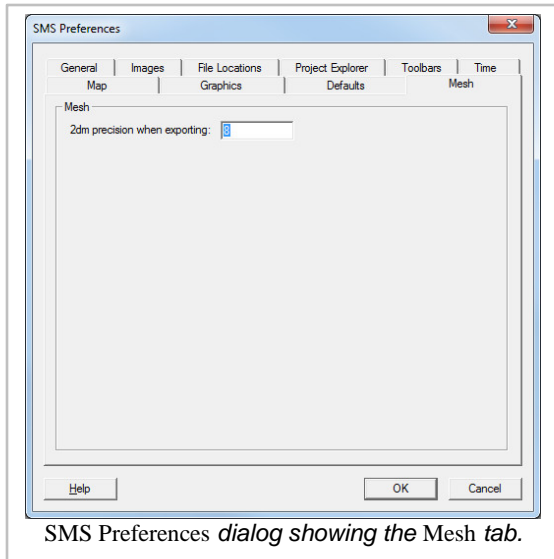 SMS Preferences
General Images File Locations Project Explorer Toolbars Time
Map Graphics Defaults Mesh
Mesh
2dm precision when exporting: 8
Help OK Cancel
SMS Preferences dialog showing the Mesh tab.